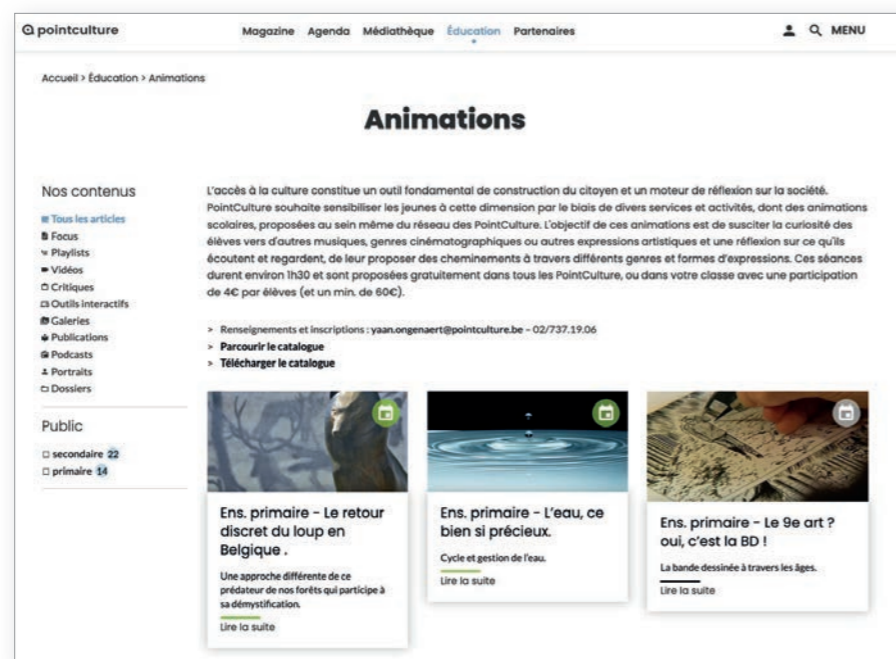 pointculture
Magazine Agenda Médiathèque Éducation Partenaires
MENU
Accueil > Éducation > Animations
Animations
Nos contenus
Tous les articles
Focus
Playlists
Vidéos
Critiques
Outils interactifs
Galeries
Publications
Podcasts
Portraits
Dossiers
Public
secondaire 22
primaire 14
L'accès à la culture constitue un outil fondamental de construction du citoyen et un moteur de réflexion sur la société.
PointCulture souhaite sensibiliser les jeunes à cette dimension par le biais de divers services et activités, dont des animations
scolaires, proposées au sein même du réseau des PointCulture. L'objectif de ces animations est de susciter la curiosité des
élèves vers d'autres musiques, genres cinématographiques ou autres expressions artistiques et une réflexion sur ce qu'ils
écoutent et regardent, de leur proposer des cheminements à travers différents genres et formes d'expressions. Ces séances
durent environ 1h30 et sont proposées gratuitement dans tous les PointCulture, ou dans votre classe avec une participation
de 4€ par élèves (et un min. de 60€).
> Renseignements et inscriptions : yaan.ongenaert@pointculture.be - 02/737.19.06
> Parcourir le catalogue
> Télécharger le catalogue
Ens. primaire - Le retour
discret du loup en
Belgique .
Une approche différente de ce
prédateur de nos forêts qui participe à
sa démystification.
Lire la suite
Ens. primaire - L'eau, ce
bien si précieux.
Cycle et gestion de l'eau.
Lire la suite
Ens. primaire - Le 9e art ?
oui, c'est la BD !
La bande dessinée à travers les âges.
Lire la suite